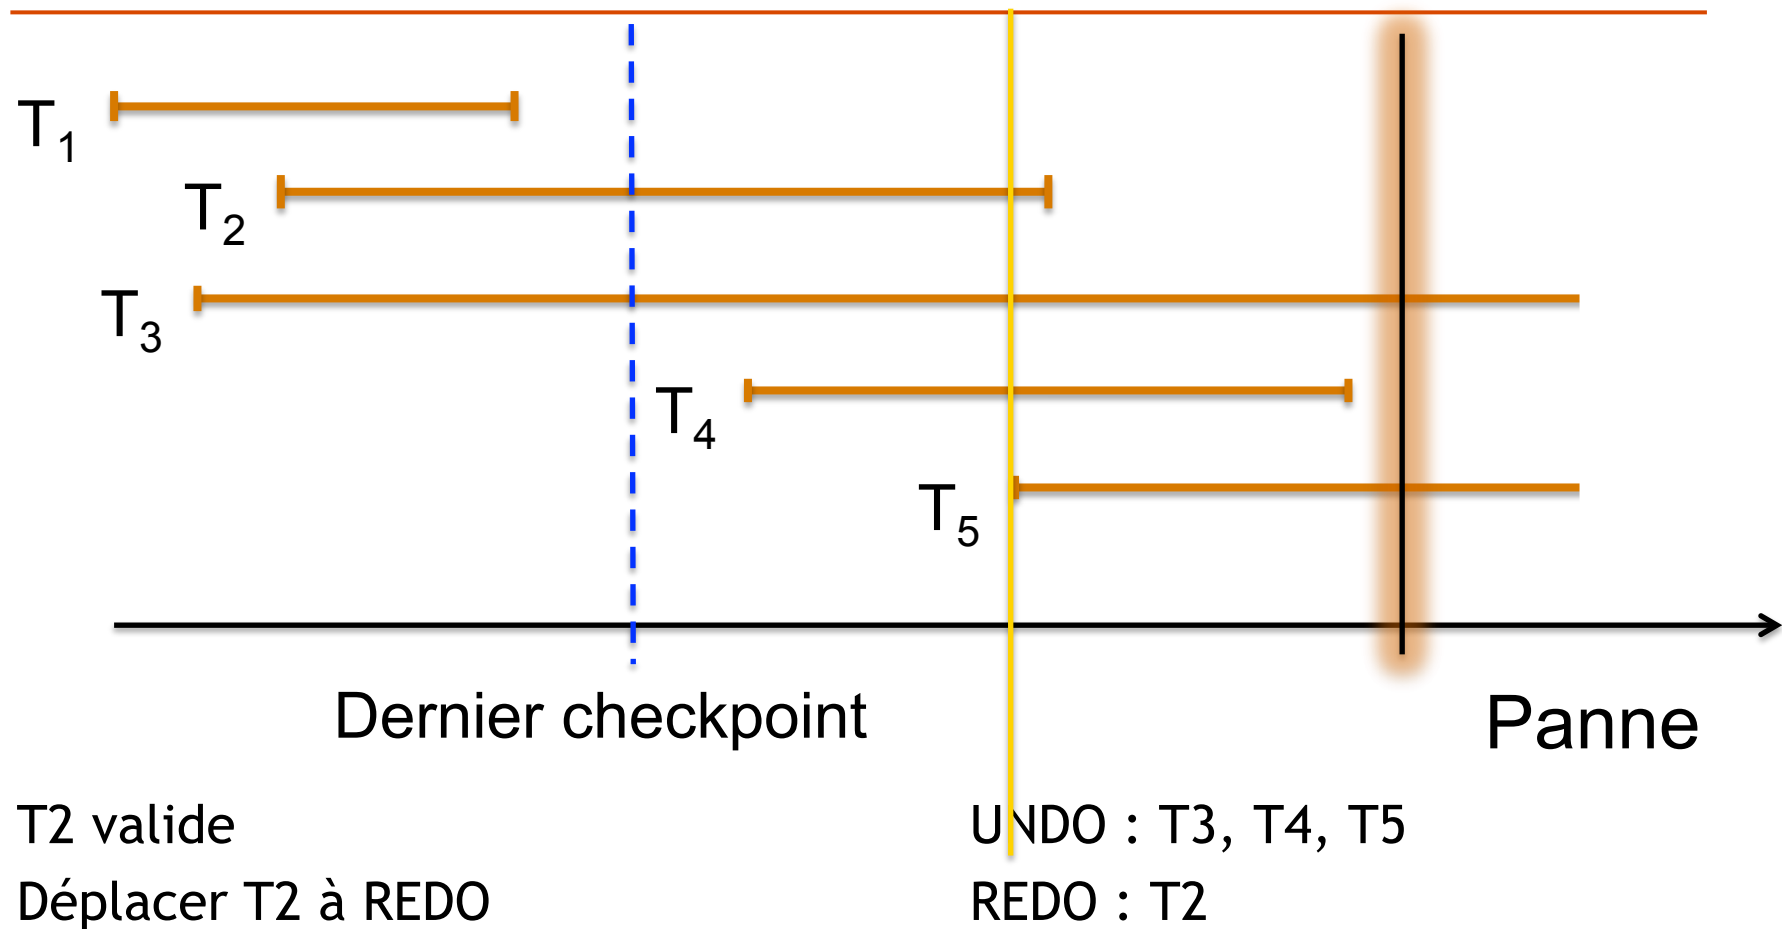 T1
T2
T3
T4
T5
Dernier checkpoint
Panne
T2 valide
Déplacer T2 à REDO
UNDO : T3, T4, T5
REDO : T2